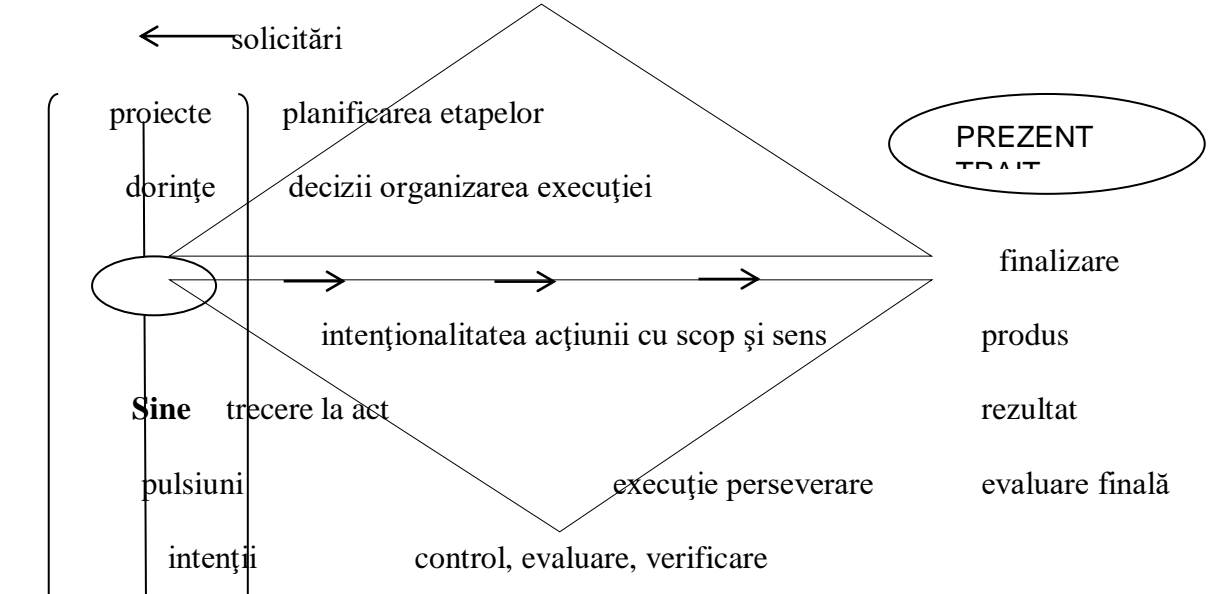 solicitări
proiecte planificarea etapelor
PREZENT
TRAIT
dorinţe decizii organizarea execuţiei
finalizare
intenţionalitatea acţiunii cu scop şi sens produs
Sine trecere la act rezultat
pulsiuni execuţie perseverare evaluare finală
intenţii control, evaluare, verificare